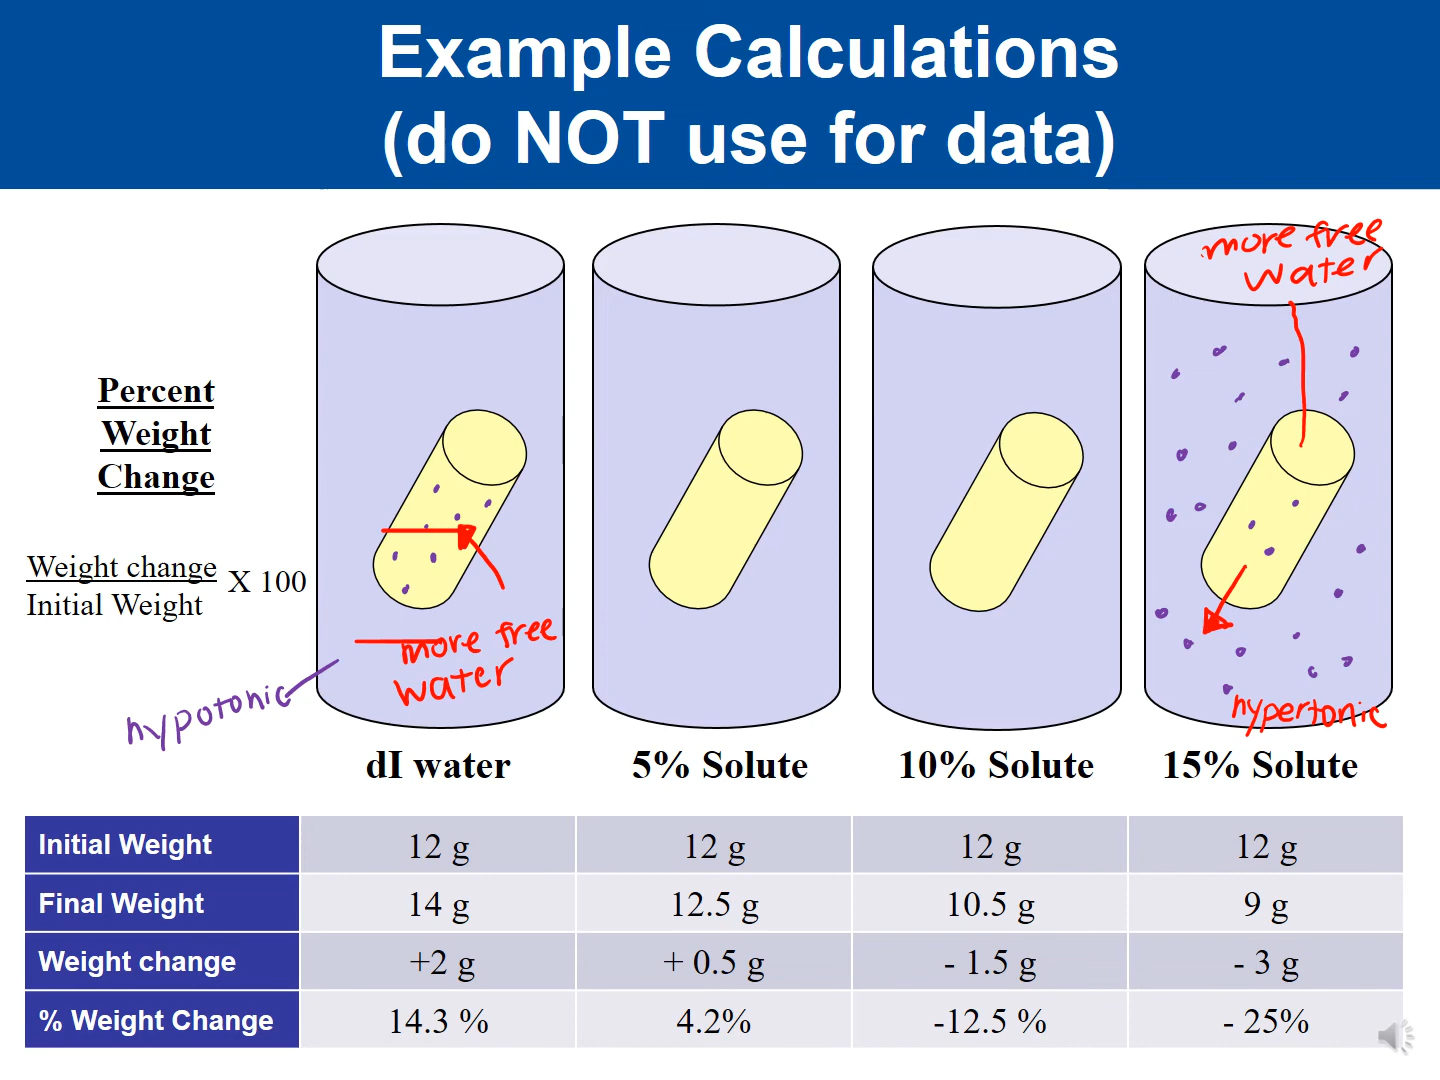 Example Calculations
(do NOT use for data)
more free
water
Percent
Weight
Change
Weight change
Initial Weight
X 100
more free
water
hypotonic
hypertonic
dI water
5% Solute
10% Solute
15% Solute
Initial Weight 12 g 12 g 12 g 12 g
Final Weight 14 g 12.5 g 10.5 g 9 g
Weight change +2 g + 0.5 g - 1.5 g - 3 g
% Weight Change 14.3 % 4.2% -12.5 % - 25%